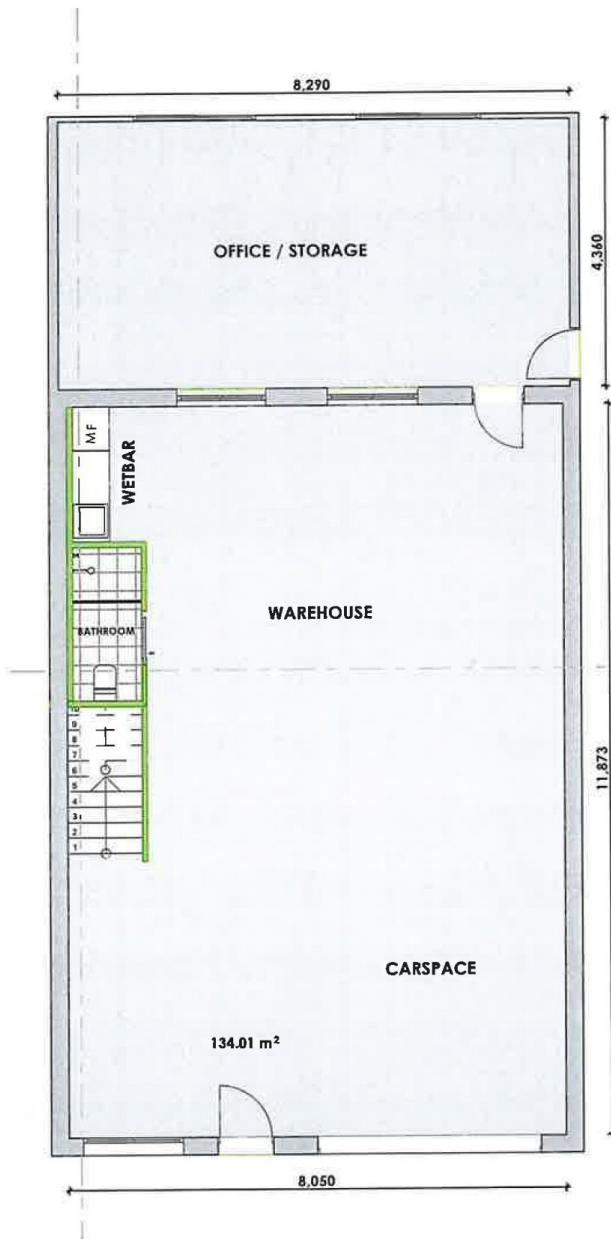 8,290
OFFICE / STORAGE
4,360
MF
WETBAR
WAREHOUSE
BATHROOM
10
9
8
7
6
5
4
3
2
1
11,873
CARSPACE
134.01 m²
8,050